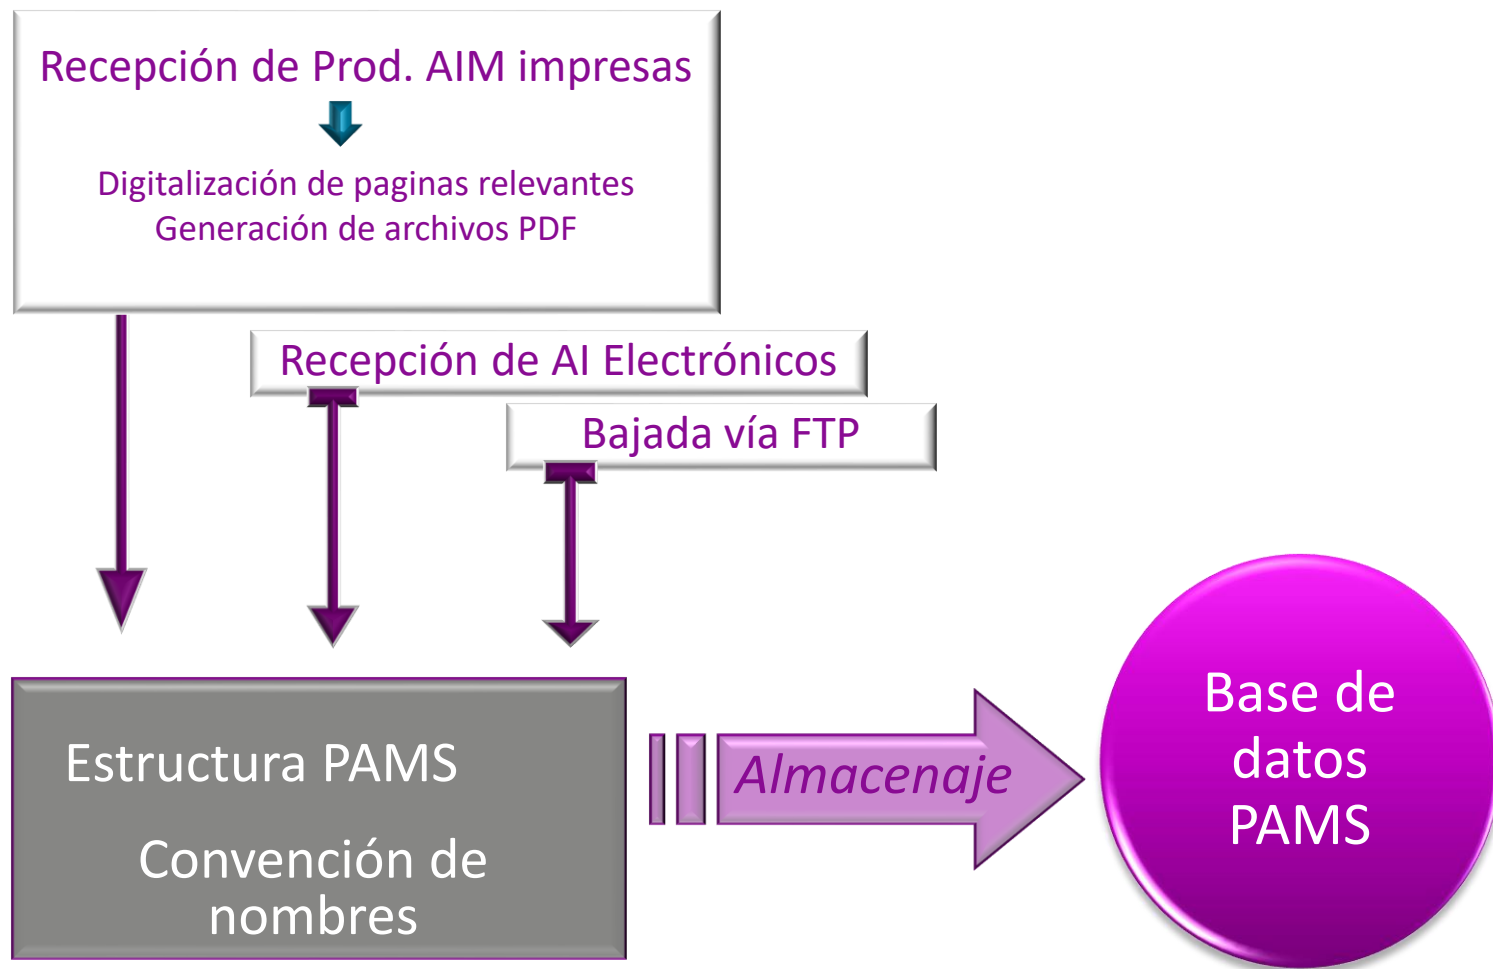 Recepción de Prod. AIM impresas
Digitalización de paginas relevantes
Generación de archivos PDF
Recepción de AI Electrónicos
Bajada vía FTP
Estructura PAMS
Convención de
nombres
Almacenaje
Base de
datos
PAMS